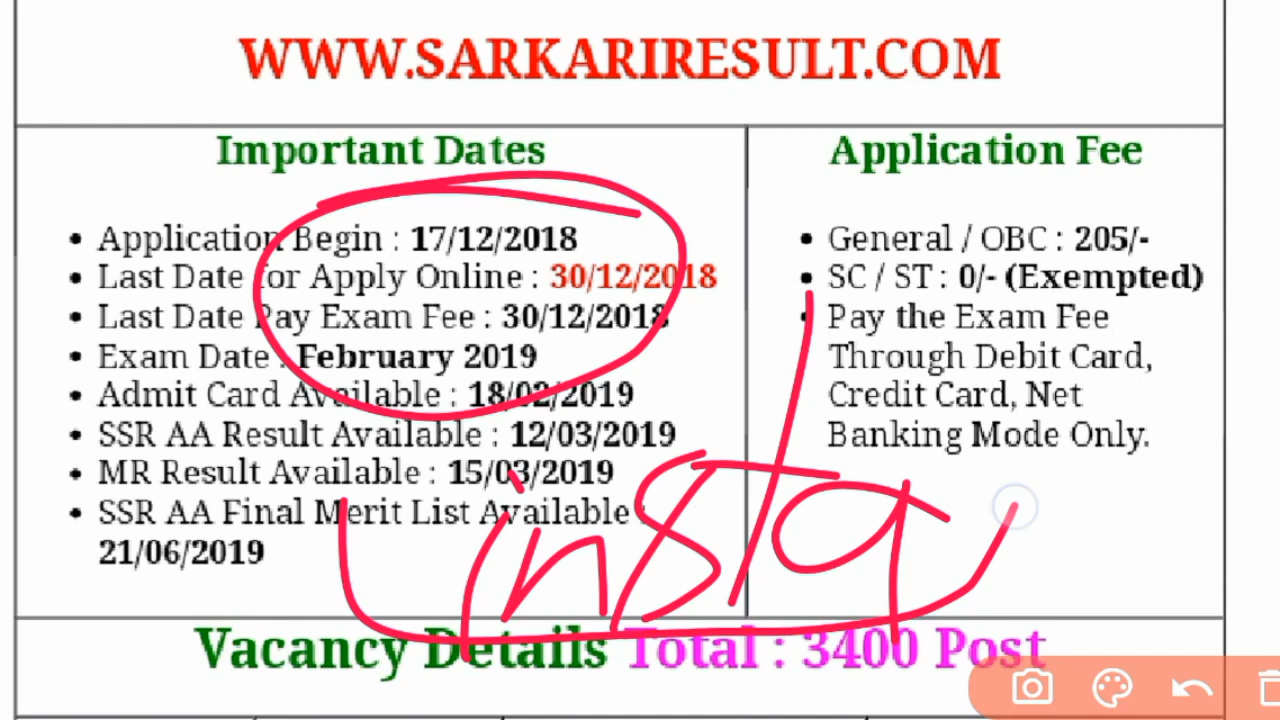 WWW.SARKARIRESULT.COM
Important Dates
• Application Begin : 17/12/2018
• Last Date for Apply Online : 30/12/2018
• Last Date Pay Exam Fee : 30/12/2018
• Exam Date : February 2019
• Admit Card Available : 18/02/2019
• SSR AA Result Available : 12/03/2019
• MR Result Available : 15/03/2019
• SSR AA Final Merit List Available :
21/06/2019
Application Fee
• General / OBC : 205/-
• SC / ST : 0/- (Exempted)
• Pay the Exam Fee
Through Debit Card,
Credit Card, Net
Banking Mode Only.
insta
Vacancy Details Total : 3400 Post